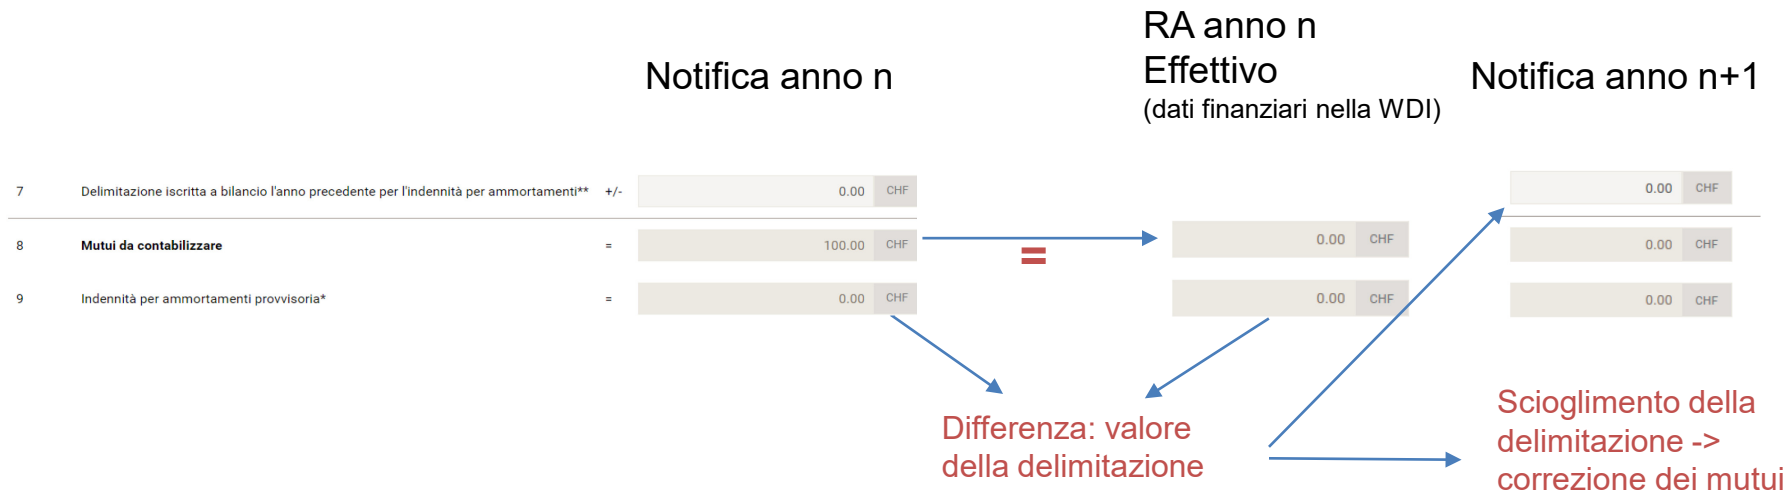 RA anno n
Effettivo
(dati finanziari nella WDI)
Notifica anno n
Notifica anno n+1
7 Delimitazione iscritta a bilancio l'anno precedente per l'indennità per ammortamenti** +/- 0.00 CHF 0.00 CHF
8 Mutui da contabilizzare = 100.00 CHF = 0.00 CHF 0.00 CHF
9 Indennità per ammortamenti provvisoria* = 0.00 CHF 0.00 CHF 0.00 CHF
Differenza: valore
della delimitazione
Scioglimento della
delimitazione ->
correzione dei mutui